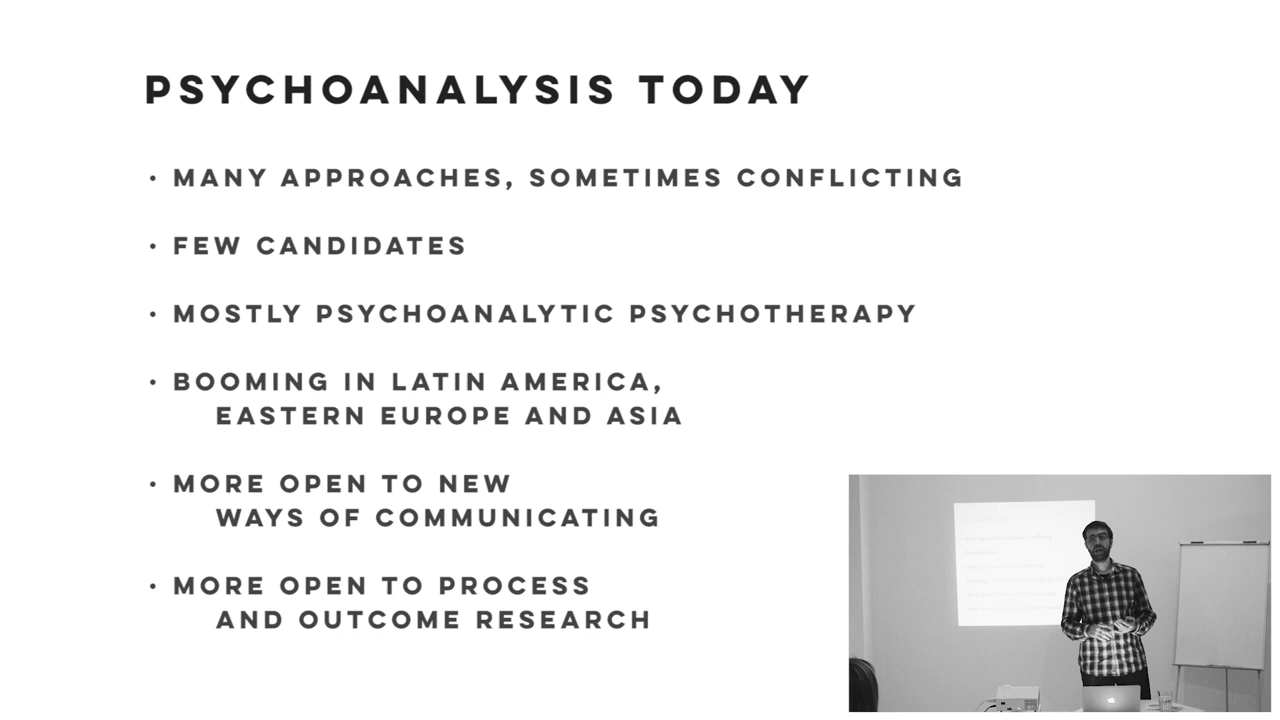 PSYCHOANALYSIS TODAY
• MANY APPROACHES, SOMETIMES CONFLICTING
• FEW CANDIDATES
• MOSTLY PSYCHOANALYTIC PSYCHOTHERAPY
• BOOMING IN LATIN AMERICA,
EASTERN EUROPE AND ASIA
• MORE OPEN TO NEW
WAYS OF COMMUNICATING
• MORE OPEN TO PROCESS
AND OUTCOME RESEARCH